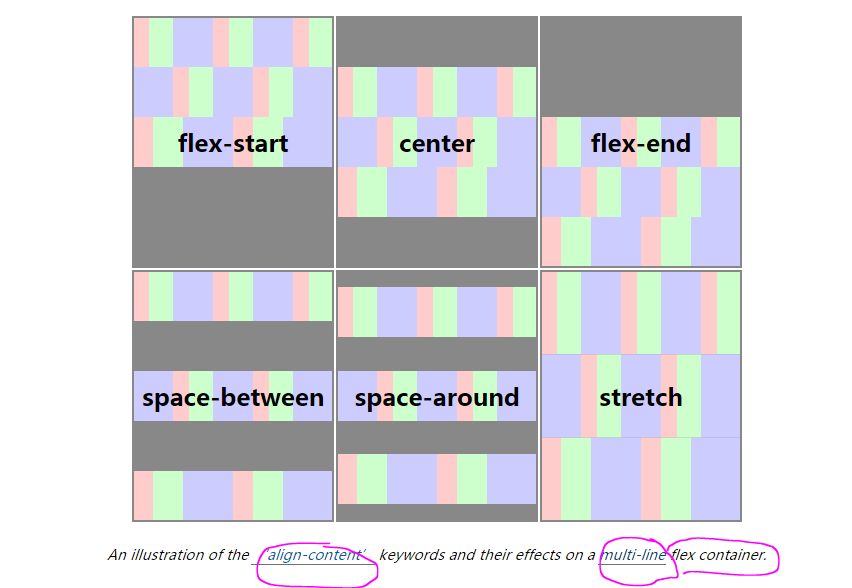 flex-start
center
flex-end
space-between
space-around
stretch
An illustration of the ‘align-content’ keywords and their effects on a multi-line flex container.